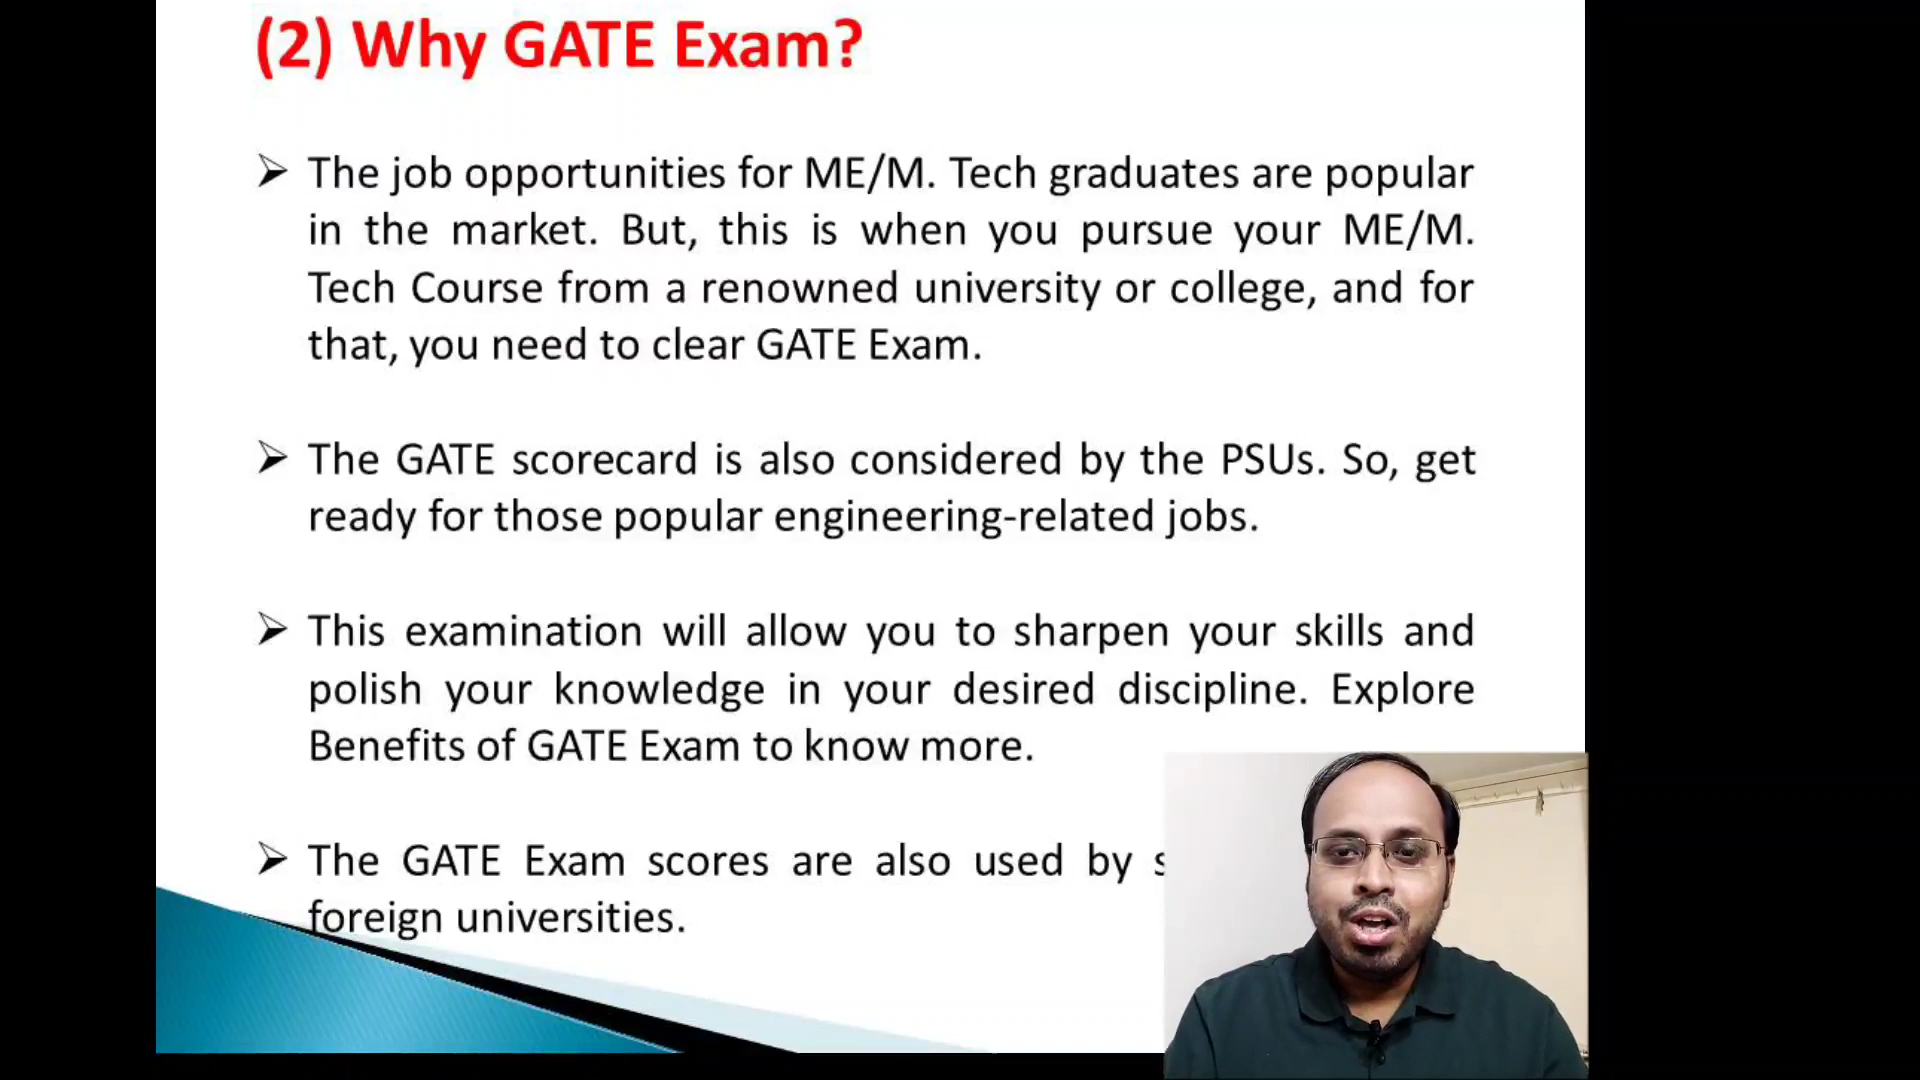 (2) Why GATE Exam?
The job opportunities for ME/M. Tech graduates are popular
in the market. But, this is when you pursue your ME/M.
Tech Course from a renowned university or college, and for
that, you need to clear GATE Exam.
The GATE scorecard is also considered by the PSUs. So, get
ready for those popular engineering-related jobs.
This examination will allow you to sharpen your skills and
polish your knowledge in your desired discipline. Explore
Benefits of GATE Exam to know more.
The GATE Exam scores are also used by
foreign universities.